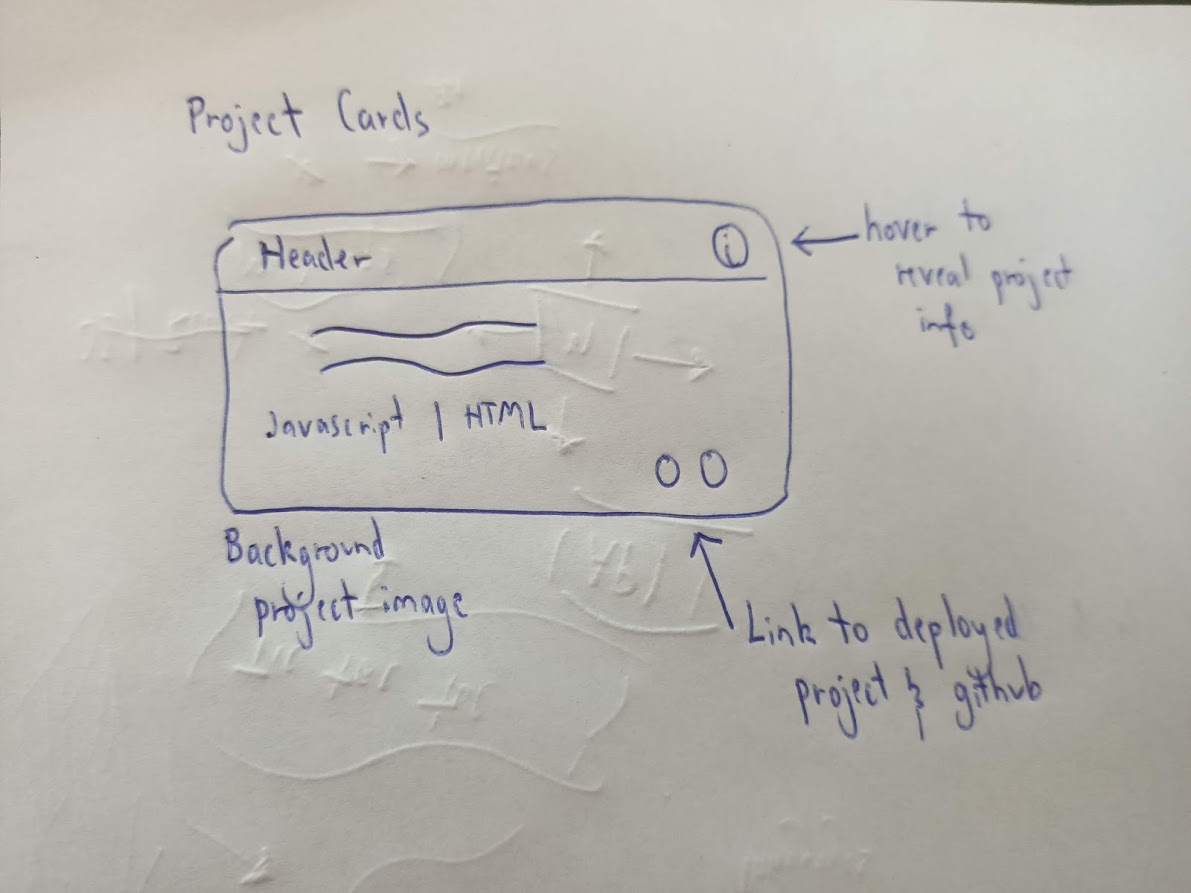 Project Cards
Header
i
hover to
reveal project
info
Javascript | HTML
Background
project image
Link to deployed
project & github